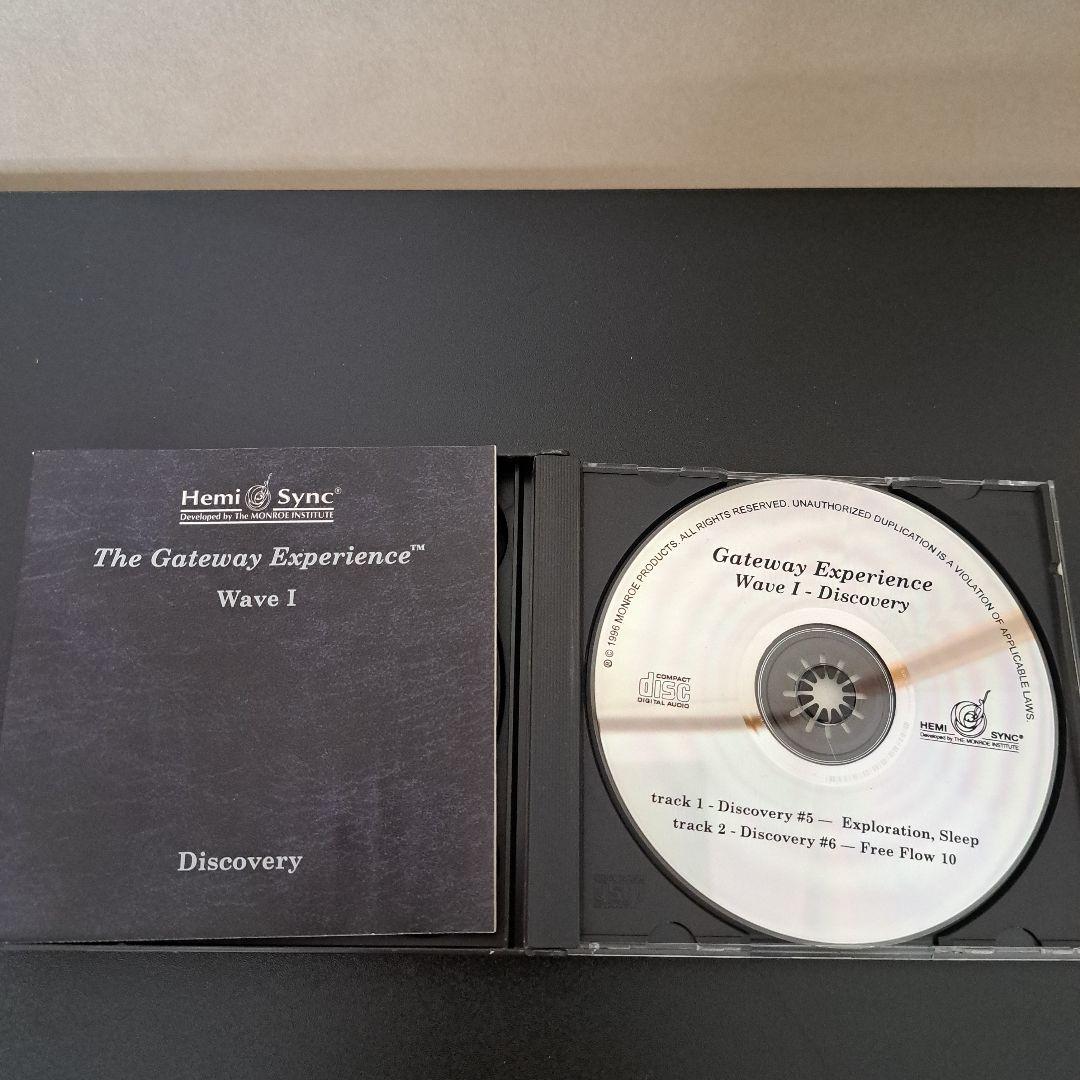 Hemi Sync®
Developed by The MONROE INSTITUTE
The Gateway Experience™
Wave I
Discovery
℗ © 1996 MONROE PRODUCTS. ALL RIGHTS RESERVED. UNAUTHORIZED DUPLICATION IS A VIOLATION OF APPLICABLE LAWS.
Gateway Experience
Wave I - Discovery
COMPACT
disc
DIGITAL AUDIO
HEMI SYNC®
Developed by THE MONROE INSTITUTE
track 1 - Discovery #5 — Exploration, Sleep
track 2 - Discovery #6 — Free Flow 10